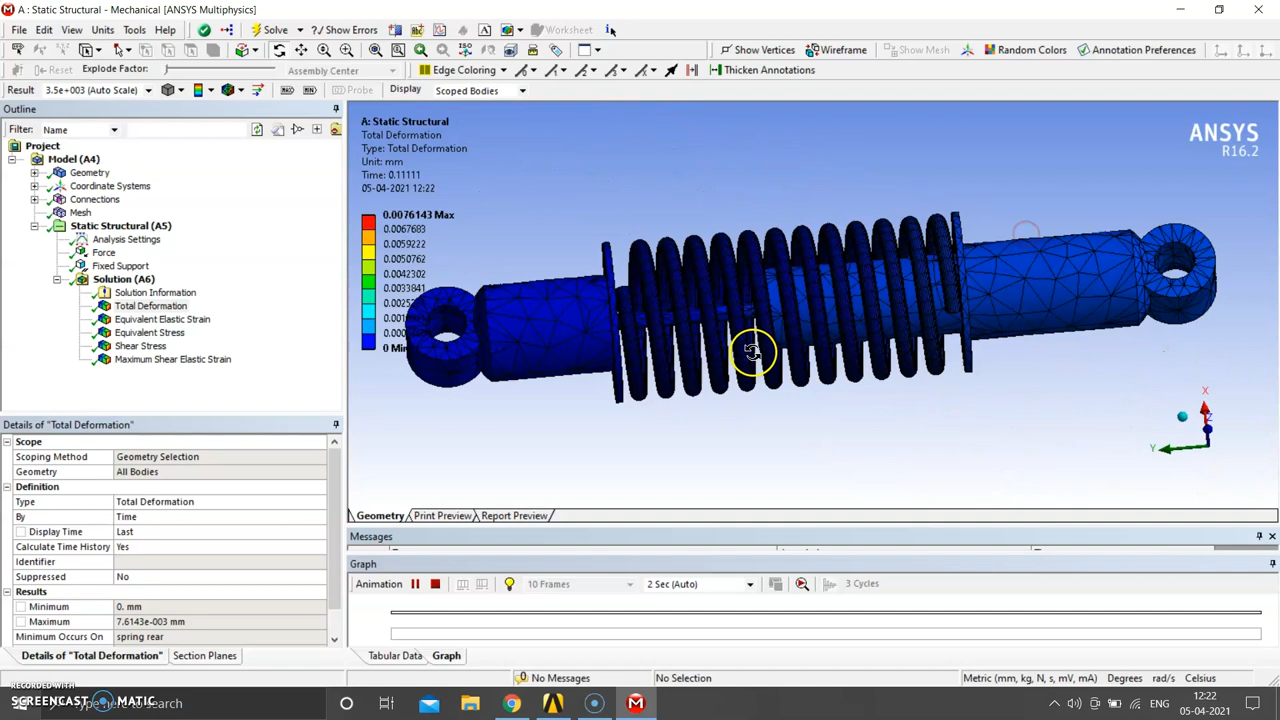 A : Static Structural - Mechanical [ANSYS Multiphysics]
File Edit View Units Tools Help Solve ?/ Show Errors Worksheet
Show Vertices Wireframe Show Mesh Random Colors Annotation Preferences
Reset Explode Factor: Assembly Center Edge Coloring Thicken Annotations
Result 3.5e+003 (Auto Scale) Probe Display Scoped Bodies
Outline
Filter: Name
Project
Model (A4)
Geometry
Coordinate Systems
Connections
Mesh
Static Structural (A5)
Analysis Settings
Force
Fixed Support
Solution (A6)
Solution Information
Total Deformation
Equivalent Elastic Strain
Equivalent Stress
Shear Stress
Maximum Shear Elastic Strain
Details of "Total Deformation"
Scope
Scoping Method Geometry Selection
Geometry All Bodies
Definition
Type Total Deformation
By Time
Display Time Last
Calculate Time History Yes
Identifier
Suppressed No
Results
Minimum 0. mm
Maximum 7.6143e-003 mm
Minimum Occurs On spring rear
Details of "Total Deformation" Section Planes
A: Static Structural
Total Deformation
Type: Total Deformation
Unit: mm
Time: 0.11111
05-04-2021 12:22
0.0076143 Max
0.0067683
0.0059222
0.0050762
0.0042302
0.0033841
0 Mi
ANSYS
R16.2
X
Y
Z
Geometry Print Preview Report Preview
Messages
Graph
Animation 10 Frames 2 Sec (Auto) 3 Cycles
Tabular Data Graph
No Messages No Selection Metric (mm, kg, N, s, mV, mA) Degrees rad/s Celsius
RECORDED WITH
SCREENCAST MATIC
Type here to search
ENG
12:22
05-04-2021